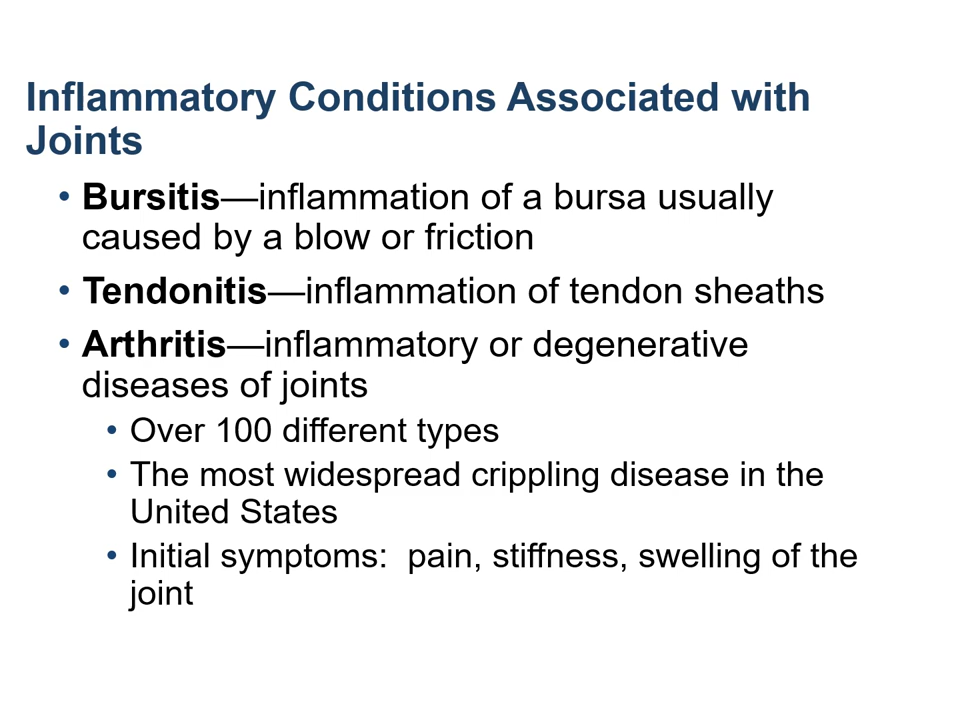 Inflammatory Conditions Associated with
Joints
• Bursitis—inflammation of a bursa usually
caused by a blow or friction
• Tendonitis—inflammation of tendon sheaths
• Arthritis—inflammatory or degenerative
diseases of joints
• Over 100 different types
• The most widespread crippling disease in the
United States
• Initial symptoms:  pain, stiffness, swelling of the
joint